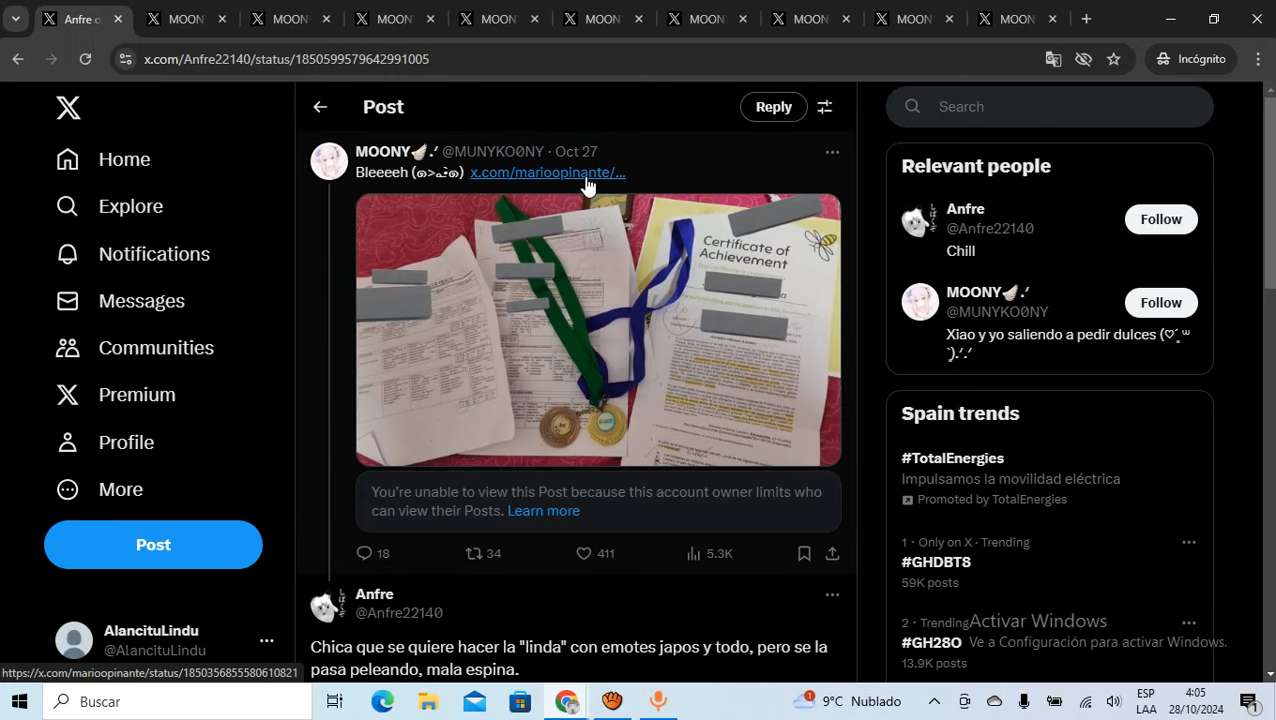 Anfre o
MOON
MOON
MOON
MOON
MOON
MOON
MOON
MOON
MOON
x.com/Anfre22140/status/1850599579642991005
Incógnito
Post
Reply
Search
MOONY .ᐟ @MUNYKO0NY · Oct 27
Bleeeeh x.com/marioopinante/...
Certificate of
Achievement
You're unable to view this Post because this account owner limits who
can view their Posts. Learn more
18
34
411
5.3K
Anfre
@Anfre22140
Chica que se quiere hacer la "linda" con emotes japos y todo, pero se la
pasa peleando, mala espina.
Home
Explore
Notifications
Messages
Communities
Premium
Profile
More
Post
AlancituLindu
@AlancituLindu
Relevant people
Anfre
@Anfre22140
Follow
Chill
MOONY .ᐟ
@MUNYKO0NY
Follow
Xiao y yo saliendo a pedir dulces
Spain trends
#TotalEnergies
Impulsamos la movilidad eléctrica
Promoted by TotalEnergies
1 · Only on X · Trending
#GHDBT8
59K posts
2 · Trending
#GH28O
13.9K posts
Activar Windows
Ve a Configuración para activar Windows.
https://x.com/marioopinante/status/1850356855580610821
Buscar
1
9°C Nublado
ESP
LAA
4:05
28/10/2024
1